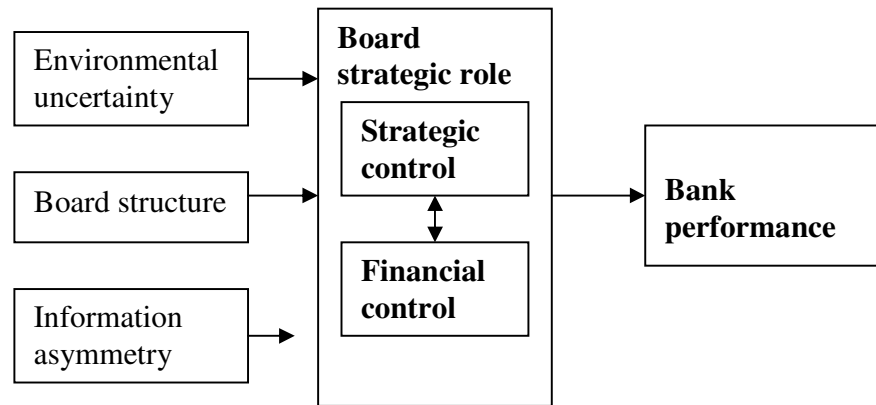 Environmental
uncertainty
Board structure
Information
asymmetry
Board
strategic role
Strategic
control
Financial
control
Bank
performance